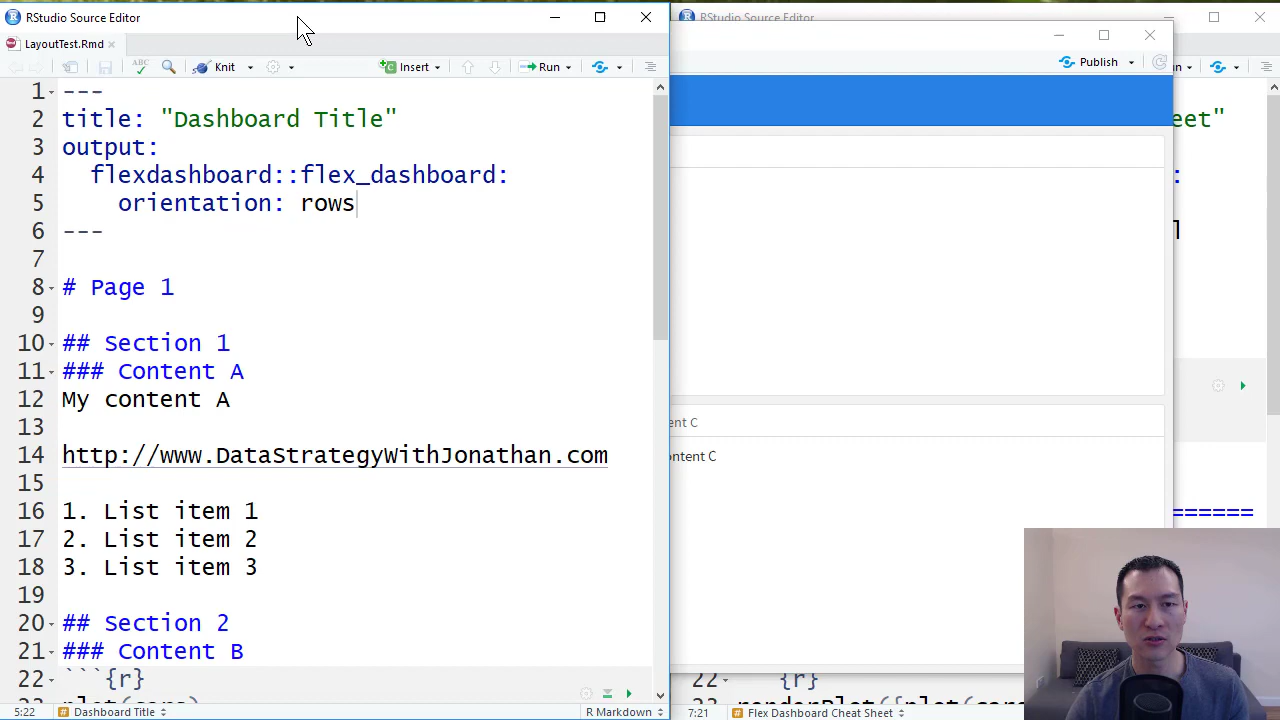 RStudio Source Editor
LayoutTest.Rmd
ABC
Knit
Insert
Run
1 ---
2 title: "Dashboard Title"
3 output:
4 flexdashboard::flex_dashboard:
5 orientation: rows
6 ---
7
8 # Page 1
9
10 ## Section 1
11 ### Content A
12 My content A
13
14 http://www.DataStrategyWithJonathan.com
15
16 1. List item 1
17 2. List item 2
18 3. List item 3
19
20 ## Section 2
21 ### Content B
22 ```{r}
5:22 Dashboard Title R Markdown
RStudio Source Editor
Publish
ent C
ontent C
eet"
:
l
======
22 {r}
7:21 Flex Dashboard Cheat Sheet